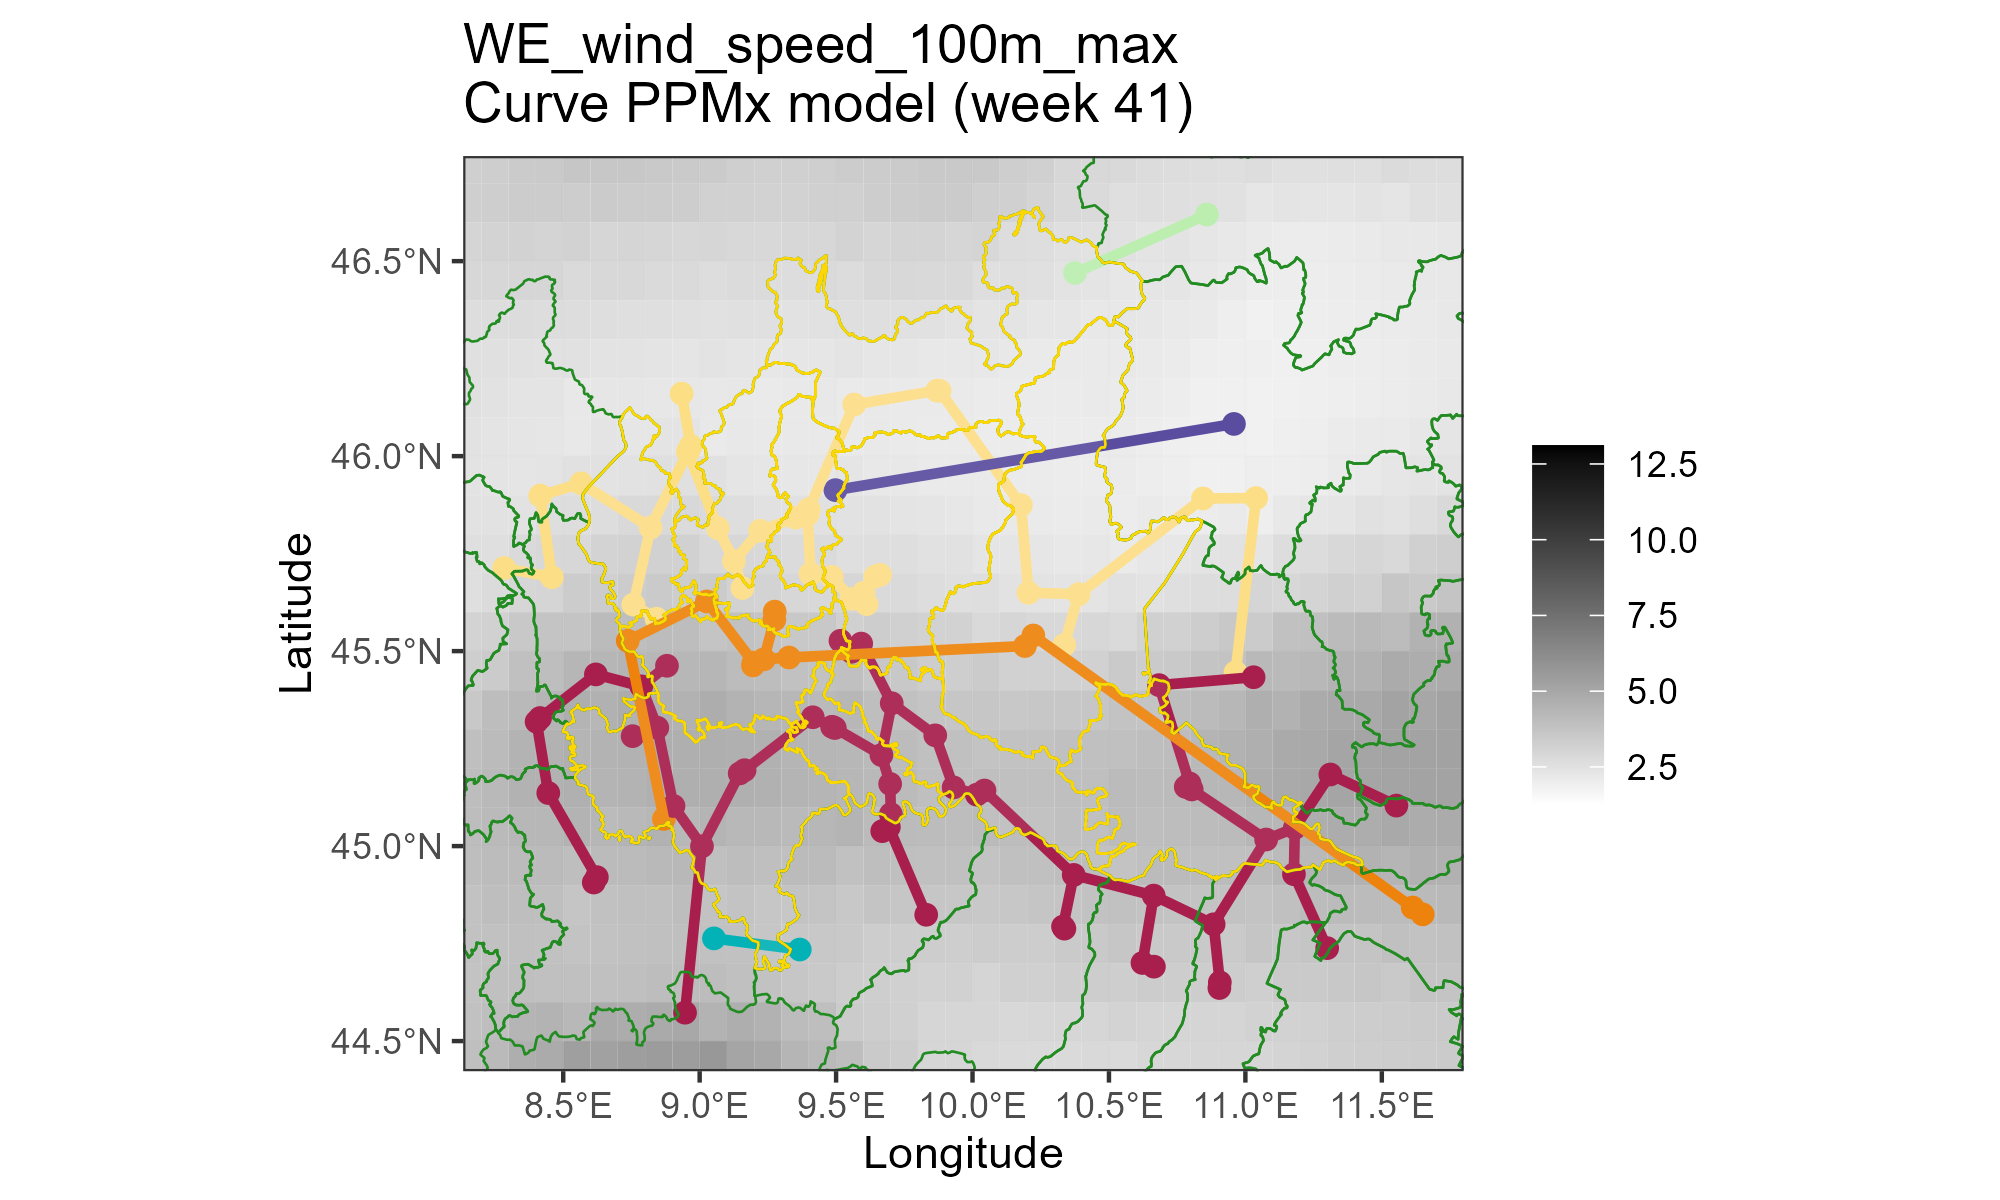 WE_wind_speed_100m_max
Curve PPMx model (week 41)
Latitude
46.5°N
46.0°N
45.5°N
45.0°N
44.5°N
8.5°E
9.0°E
9.5°E
10.0°E
10.5°E
11.0°E
11.5°E
Longitude
12.5
10.0
7.5
5.0
2.5